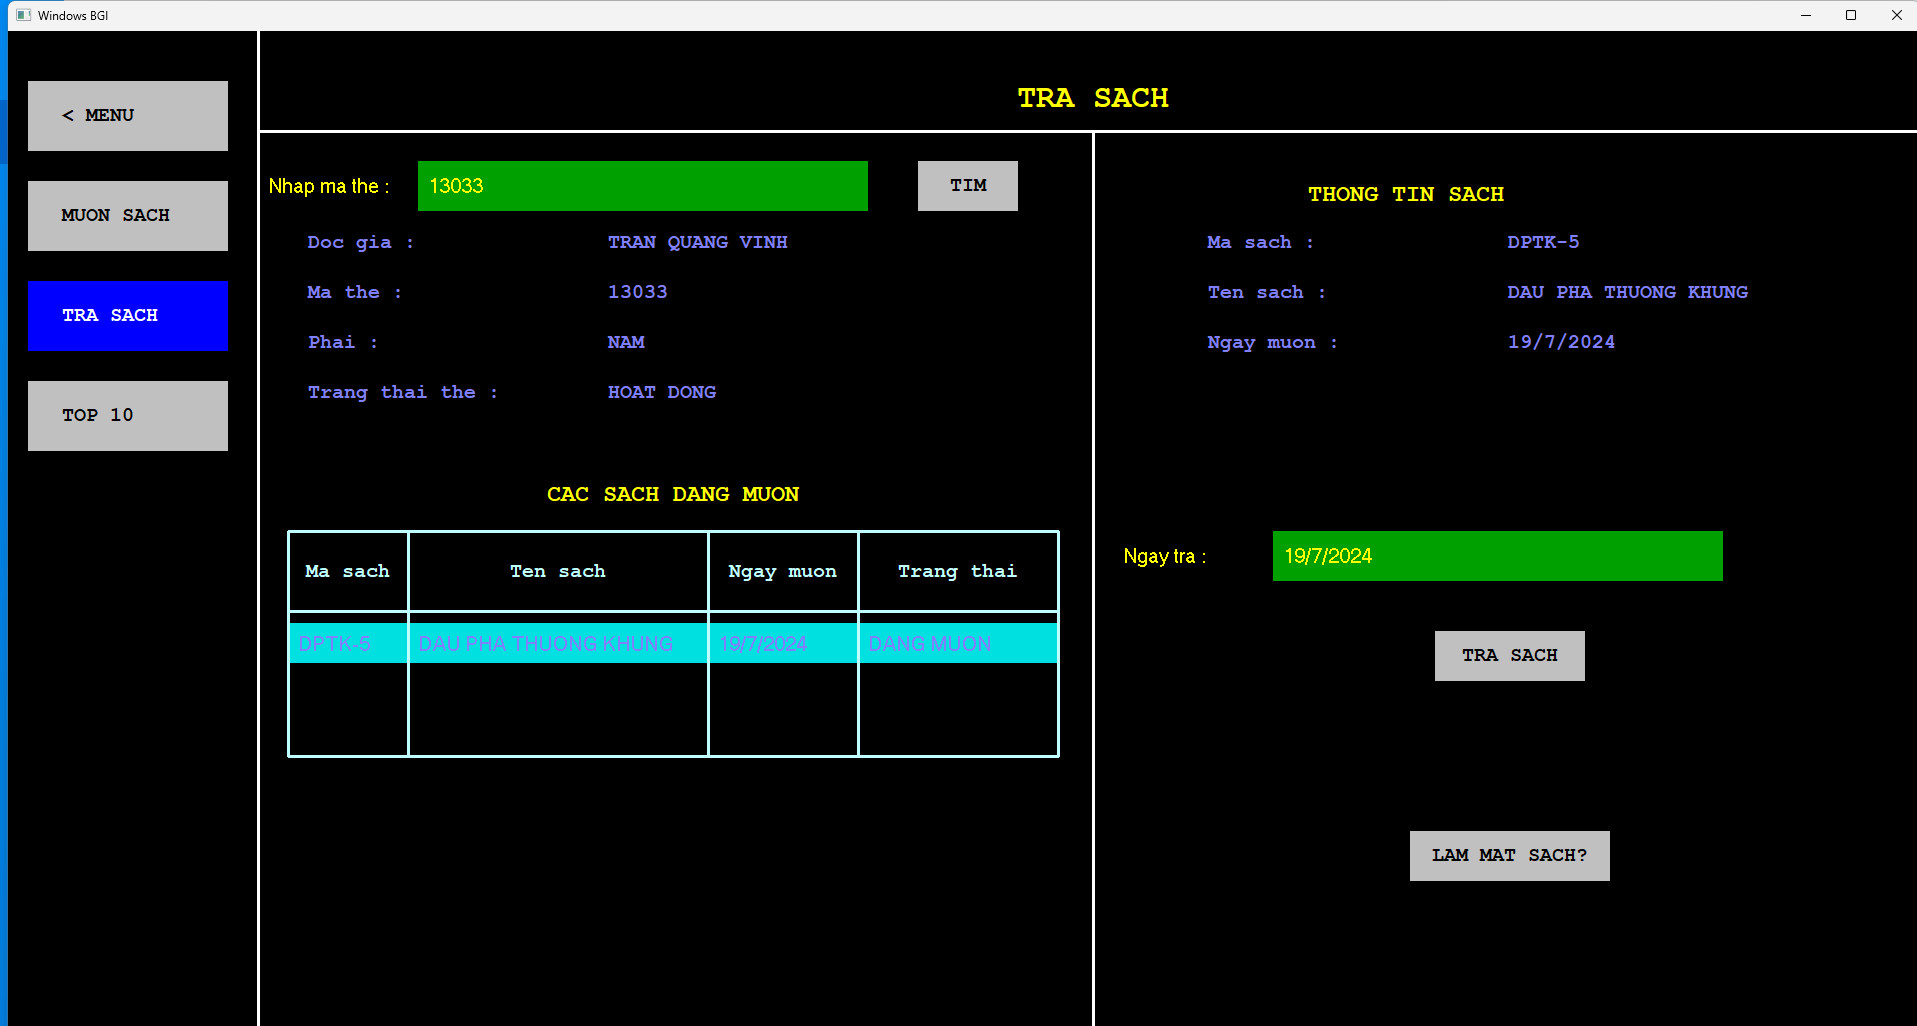 Windows BGI
< MENU
MUON SACH
TRA SACH
TOP 10
TRA SACH
Nhap ma the : 13033 TIM
Doc gia : TRAN QUANG VINH
Ma the : 13033
Phai : NAM
Trang thai the : HOAT DONG
CAC SACH DANG MUON
Ma sach Ten sach Ngay muon Trang thai
DPTK-5 DAU PHA THUONG KHUNG 19/7/2024 DANG MUON
THONG TIN SACH
Ma sach : DPTK-5
Ten sach : DAU PHA THUONG KHUNG
Ngay muon : 19/7/2024
Ngay tra : 19/7/2024
TRA SACH
LAM MAT SACH?